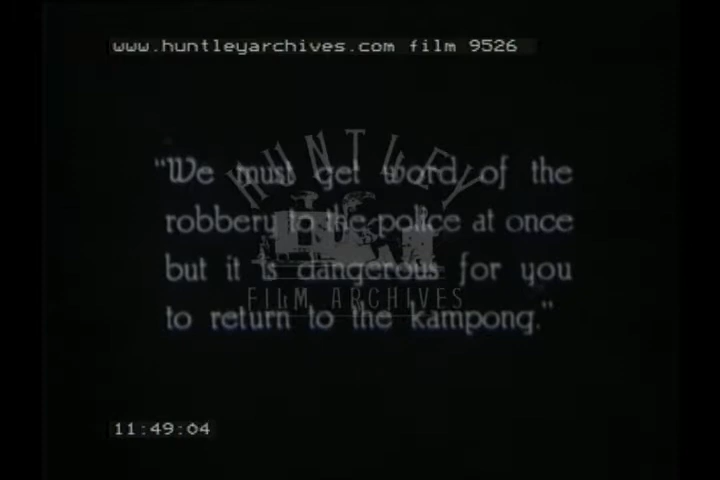 www.huntleyarchives.com film 9526
HUNTLEY
"We must get word of the
robbery to the police at once
but it is dangerous for you
FILM ARCHIVES
to return to the kampong."
11:49:04